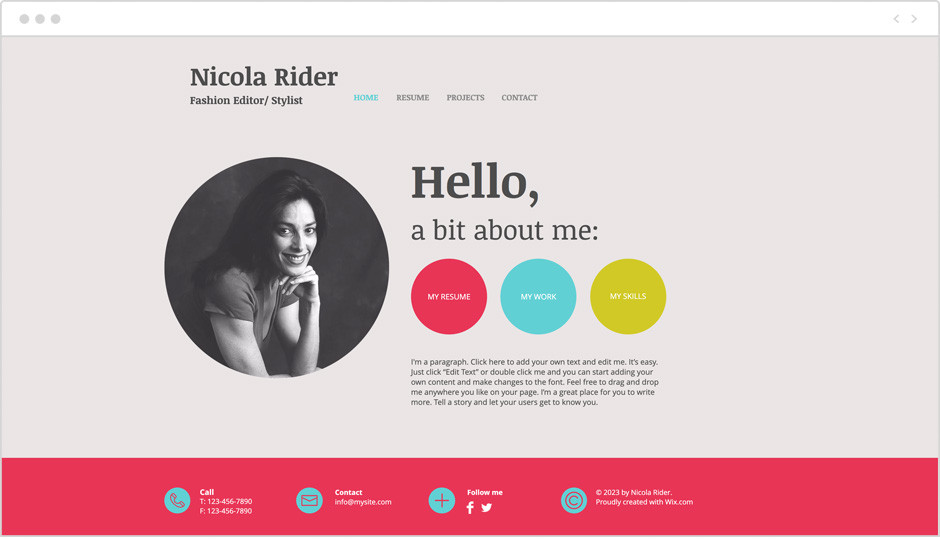 Nicola Rider
Fashion Editor/ Stylist
HOME RESUME PROJECTS CONTACT
Hello,
a bit about me:
MY RESUME MY WORK MY SKILLS
I'm a paragraph. Click here to add your own text and edit me. It's easy.
Just click "Edit Text" or double click me and you can start adding your
own content and make changes to the font. Feel free to drag and drop
me anywhere you like on your page. I'm a great place for you to write
more. Tell a story and let your users get to know you.
Call
T: 123-456-7890
F: 123-456-7890
Contact
info@mysite.com
Follow me
© 2023 by Nicola Rider.
Proudly created with Wix.com